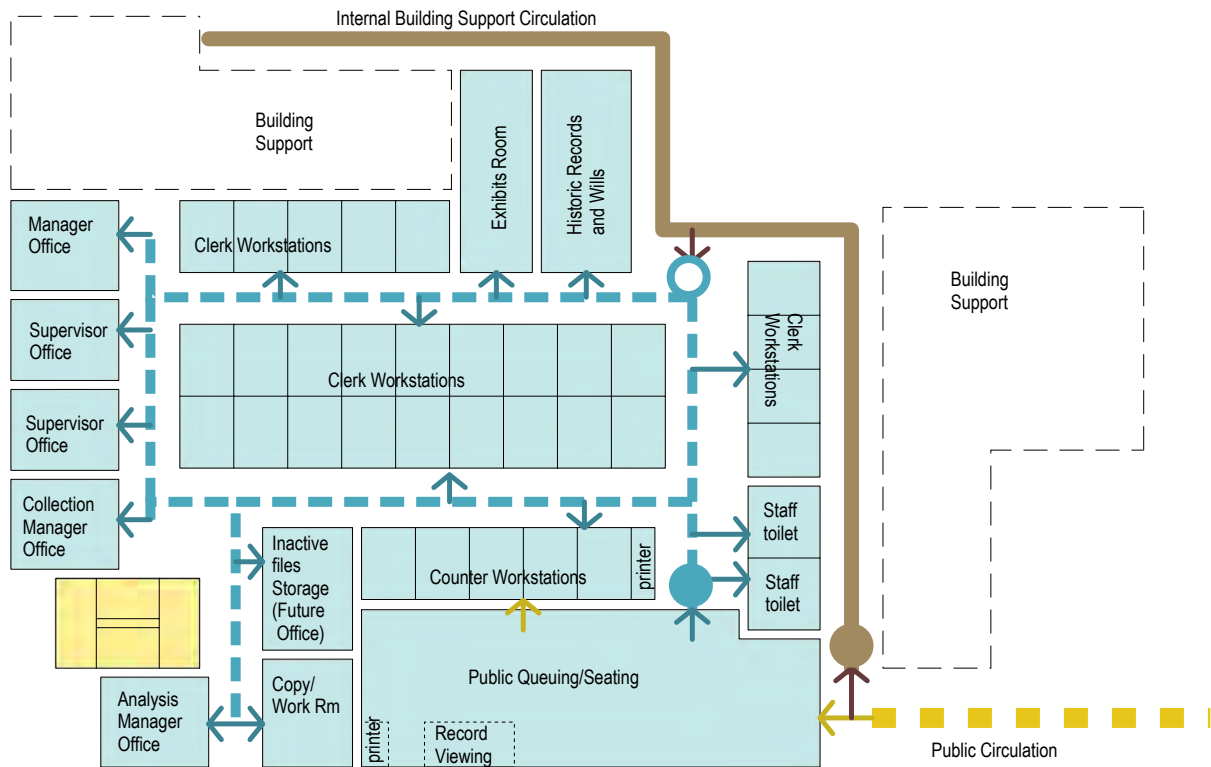 Internal Building Support Circulation
Building
Support
Exhibits Room
Historic Records
and Wills
Manager
Office
Clerk Workstations
Building
Support
Supervisor
Office
Clerk Workstations
Clerk
Workstations
Supervisor
Office
Collection
Manager
Office
Inactive
files
Storage
(Future
Office)
Counter Workstations
printer
Staff
toilet
Staff
toilet
Analysis
Manager
Office
Copy/
Work Rm
Public Queuing/Seating
printer
Record
Viewing
Public Circulation